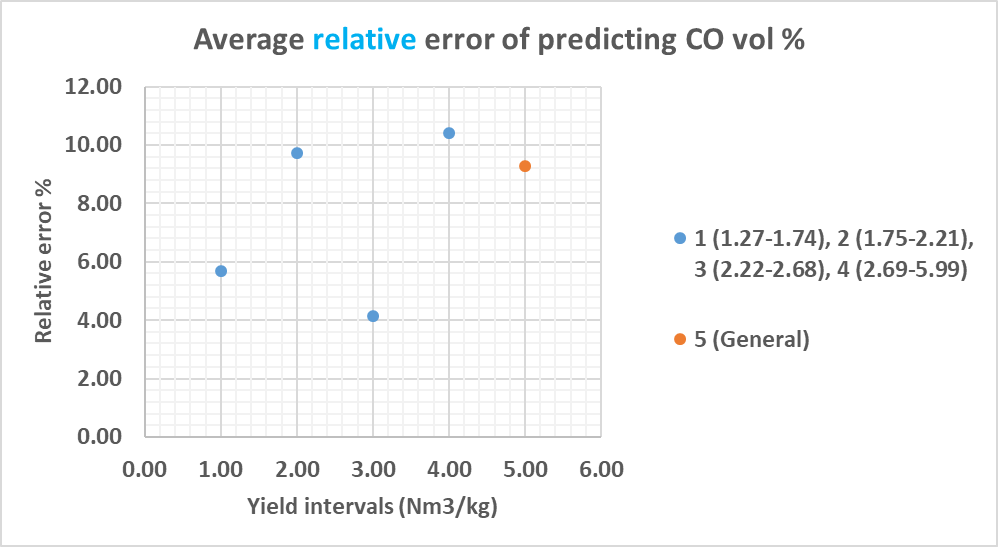 Average relative error of predicting CO vol %
12.00
10.00
8.00
6.00
4.00
2.00
0.00
Relative error %
0.00 1.00 2.00 3.00 4.00 5.00 6.00
Yield intervals (Nm3/kg)
1 (1.27-1.74), 2 (1.75-2.21),
3 (2.22-2.68), 4 (2.69-5.99)
5 (General)